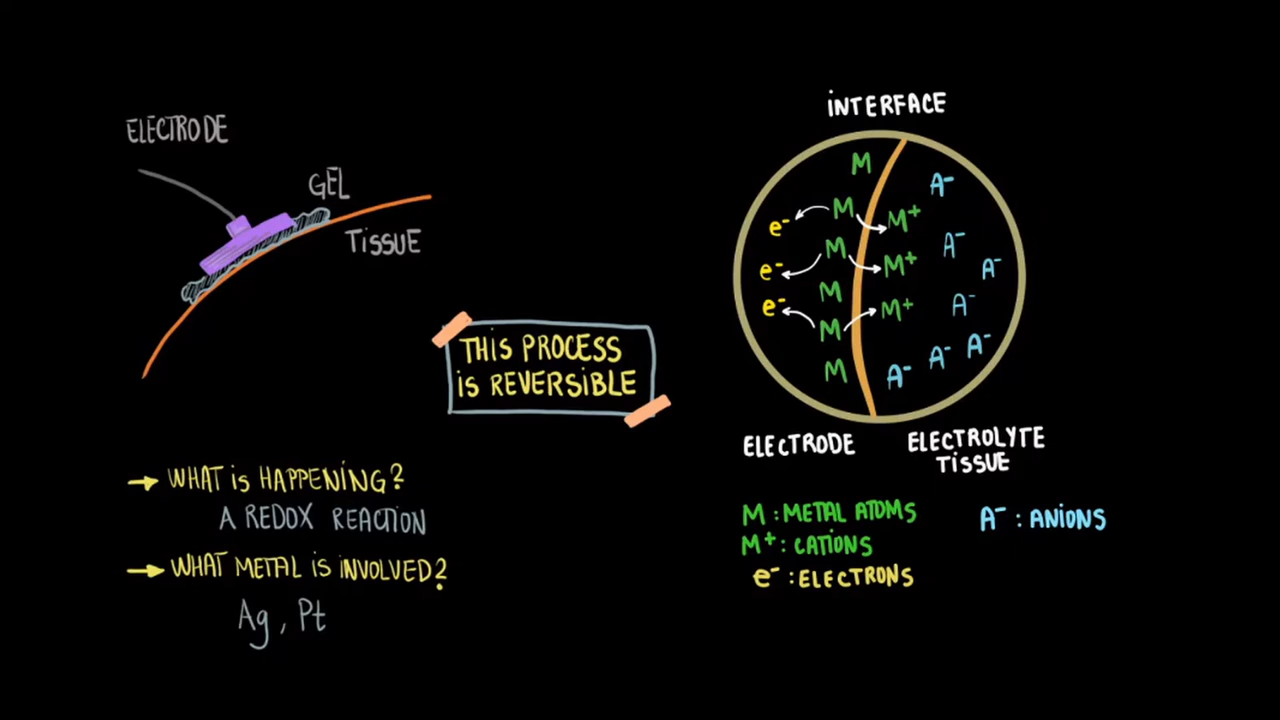 ELECTRODE
GEL
TISSUE
THIS PROCESS
IS REVERSIBLE
→ WHAT IS HAPPENING?
A REDOX REACTION
→ WHAT METAL IS INVOLVED?
Ag, Pt
INTERFACE
M
A-
e- M M+
A-
e- M M+
A-
e- M M+
A-
M
A-
A-
M
A-
ELECTRODE
ELECTROLYTE
TISSUE
M : METAL ATOMS
M+ : CATIONS
e- : ELECTRONS
A- : ANIONS